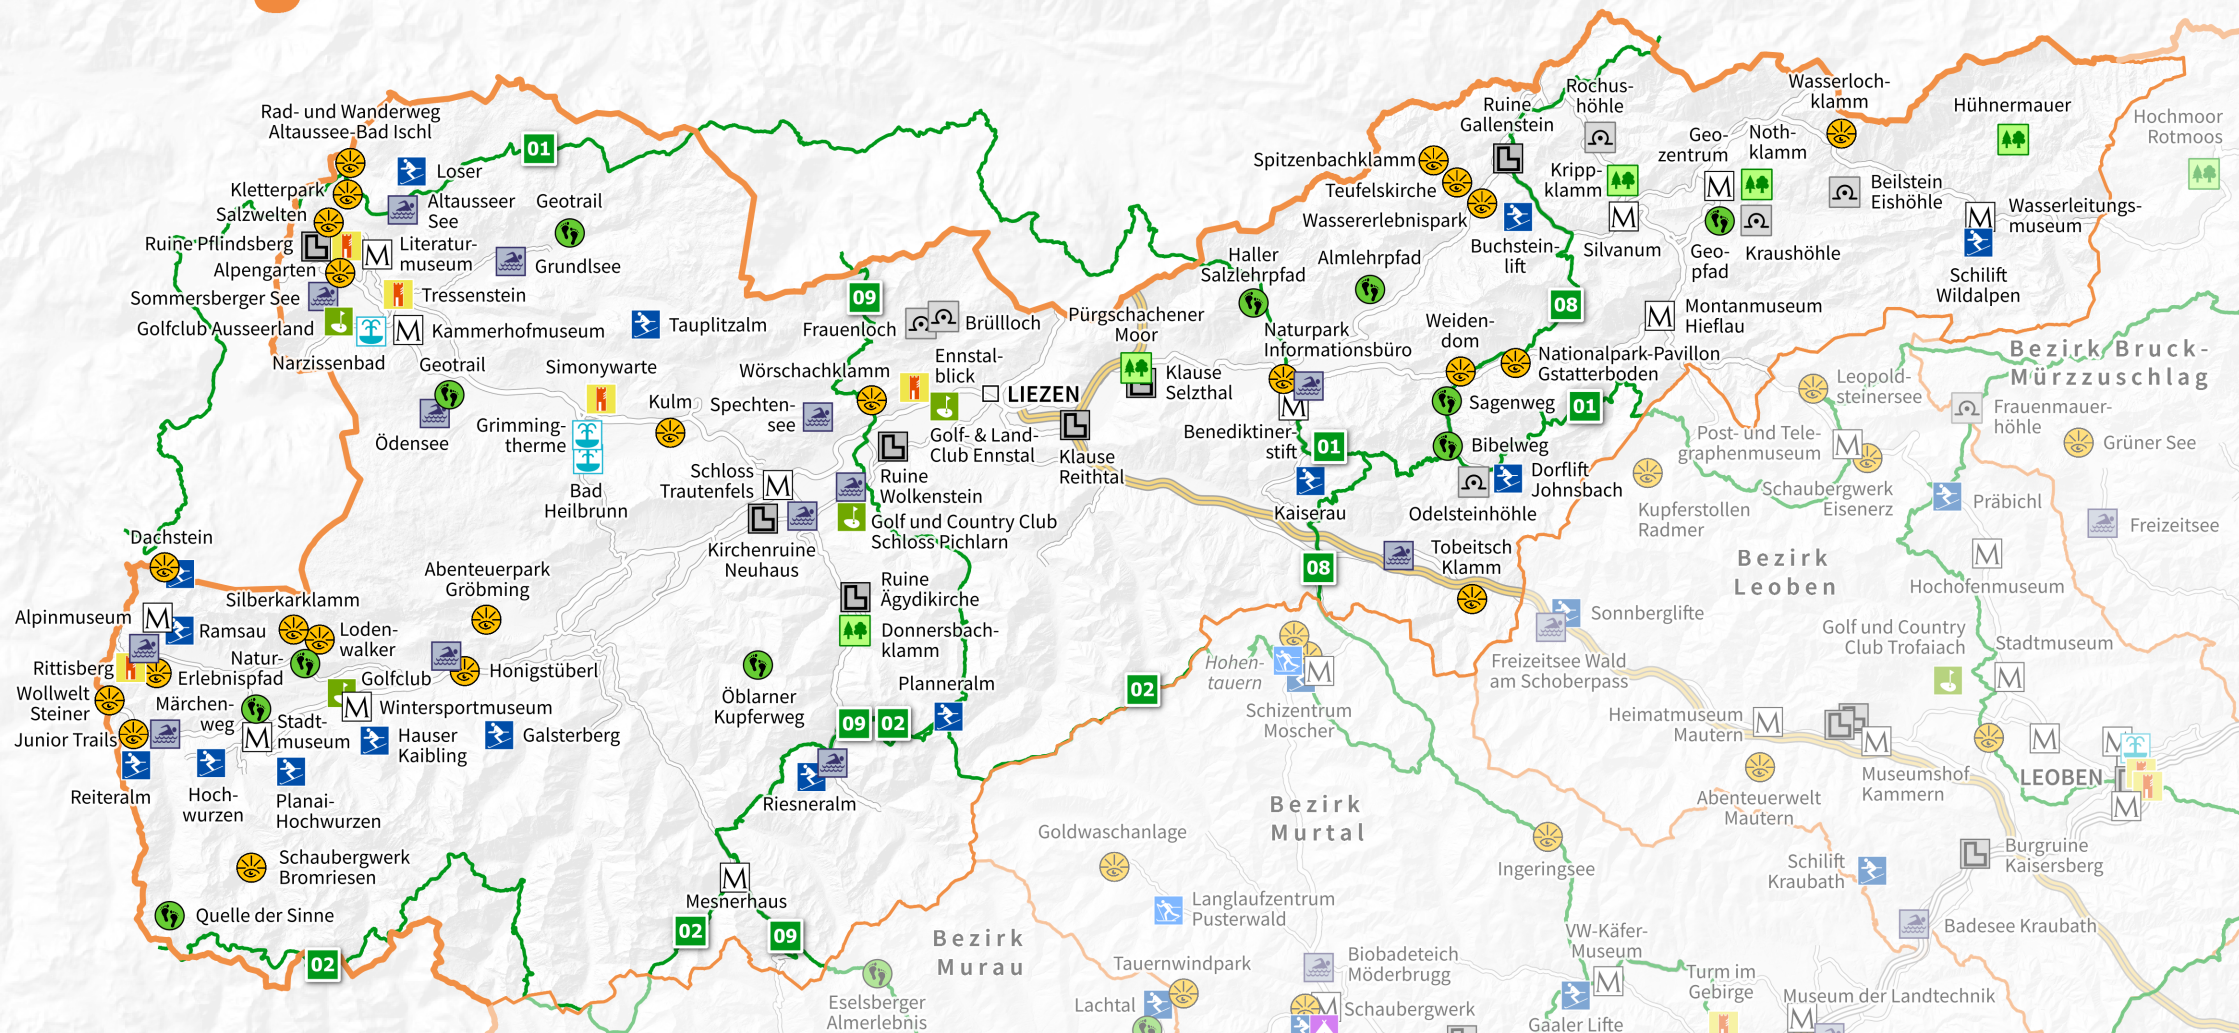 Rad- und Wanderweg
Altaussee-Bad Ischl
Loser
01
Kletterpark
Altausseer
See
Geotrail
Salzwelten
Ruine Pflindsberg
Literatur-
museum
Grundlsee
Alpengarten
Sommersberger See
Tressenstein
Golfclub Ausseerland
Kammerhofmuseum
Narzissenbad
Geotrail
Ödensee
Tauplitzalm
Simonywarte
Grimming-
therme
Bad
Heilbrunn
Kulm
09
Frauenloch
Brüllloch
Wörschachklamm
Ennstal-
blick
LIEZEN
Spechten-
see
Golf- & Land-
Club Ennstal
Schloss
Trautenfels
Ruine
Wolkenstein
Golf und Country Club
Schloss Pichlarn
Kirchenruine
Neuhaus
Klause
Reithtal
Pürgschachener
Moor
Klause
Selzthal
Haller
Salzlehrpfad
Almlehrpfad
Naturpark
Informationsbüro
Benediktiner-
stift
01
Kaiserau
08
Spitzenbachklamm
Teufelskirche
Wassererlebnispark
Ruine
Gallenstein
Rochus-
höhle
Buchstein-
lift
Kripp-
klamm
Silvanum
Geo-
zentrum
Noth-
klamm
Geo-
pfad
Kraushöhle
Wasserloch-
klamm
Beilstein
Eishöhle
Hühnermauer
Wasserleitungs-
museum
Schilift
Wildalpen
Hochmoor
Rotmoos
08
Montanmuseum
Hieflau
Weiden-
dom
Nationalpark-Pavillon
Gstatterboden
Sagenweg
01
Bibelweg
Dorflift
Johnsbach
Odelsteinhöhle
Tobeitsch
Klamm
Bezirk Bruck-
Mürzzuschlag
Leopold-
steinersee
Frauenmauer-
höhle
Grüner See
Post- und Tele-
graphenmuseum
Schaubergwerk
Eisenerz
Präbichl
Freizeitsee
Kupferstollen
Radmer
Bezirk
Leoben
Hochofenmuseum
Sonnberglifte
Freizeitsee Wald
am Schoberpass
Golf und Country
Club Trofaiach
Stadtmuseum
Heimatmuseum
Mautern
Museumshof
Kammern
Abenteuerwelt
Mautern
LEOBEN
Schilift
Kraubath
Burgruine
Kaisersberg
Badesee Kraubath
Dachstein
Alpinmuseum
Ramsau
Silberkarklamm
Loden-
walker
Abenteuerpark
Gröbming
Rittisberg
Erlebnispfad
Natur-
Golfclub
Honigstüberl
Wollwelt
Steiner
Märchen-
weg
Stadt-
museum
Wintersportmuseum
Junior Trails
Hauser
Kaibling
Galsterberg
Reiteralm
Hoch-
wurzen
Planai-
Hochwurzen
Schaubergwerk
Bromriesen
Quelle der Sinne
02
Ruine
Ägydikirche
Donnersbach-
klamm
Öblarner
Kupferweg
Planneralm
09
02
Riesneralm
Mesnerhaus
02
09
02
Hohen-
tauern
Schizentrum
Moscher
Bezirk
Murtal
Goldwaschanlage
Ingeringsee
Langlaufzentrum
Pusterwald
Bezirk
Murau
Tauernwindpark
Lachtal
Eselsberger
Almerlebnis
Biobadeteich
Möderbrugg
Schaubergwerk
VW-Käfer-
Museum
Gaaler Lifte
Turm im
Gebirge
Museum der Landtechnik